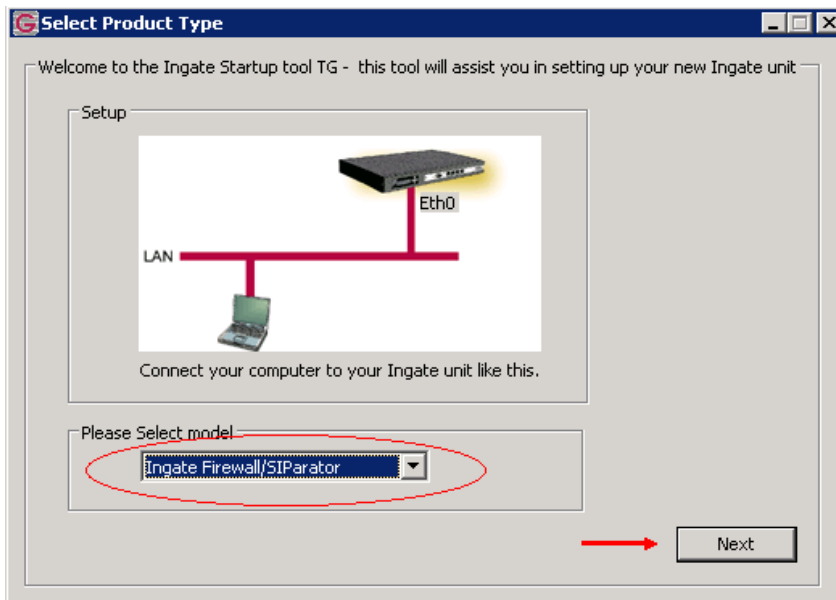 Select Product Type
Welcome to the Ingate Startup tool TG - this tool will assist you in setting up your new Ingate unit
Setup
Eth0
LAN
Connect your computer to your Ingate unit like this.
Please Select model
Ingate Firewall/SIParator
Next